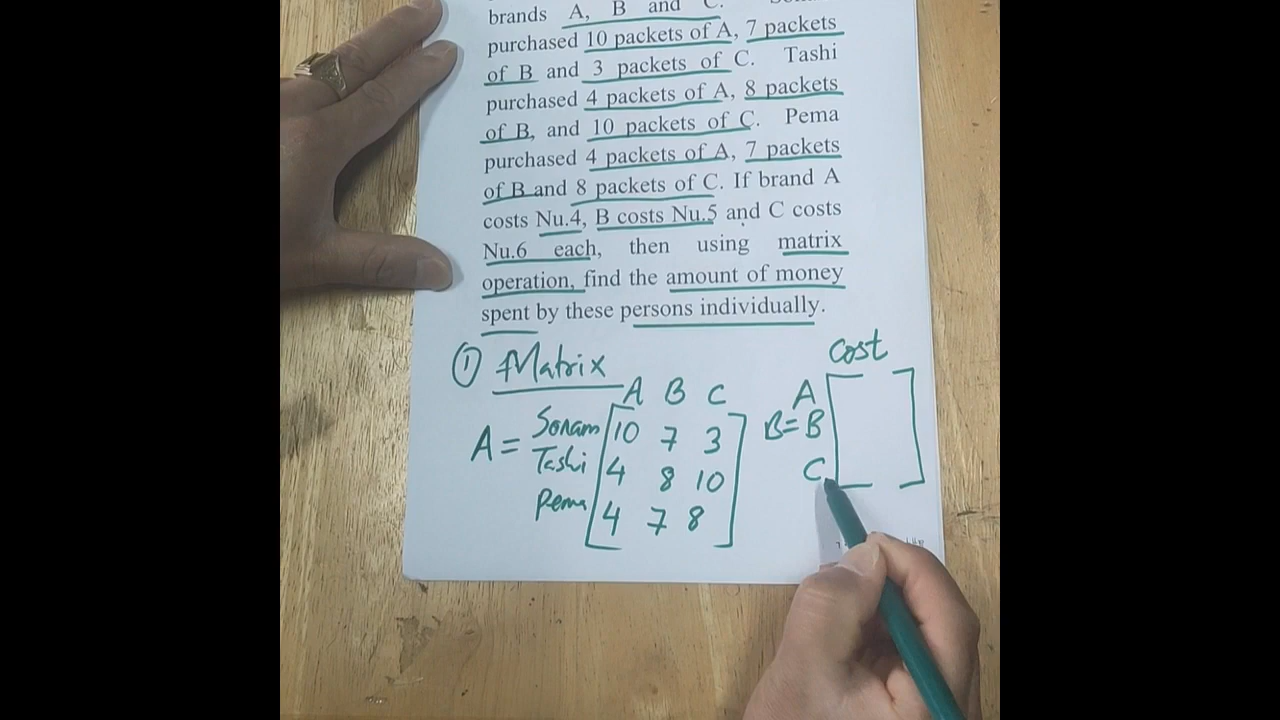 brands A, B and C.
purchased 10 packets of A, 7 packets
of B and 3 packets of C. Tashi
purchased 4 packets of A, 8 packets
of B, and 10 packets of C. Pema
purchased 4 packets of A, 7 packets
of B and 8 packets of C. If brand A
costs Nu.4, B costs Nu.5 and C costs
Nu.6 each, then using matrix
operation, find the amount of money
spent by these persons individually.
① Matrix
A B C
A = Sonam 10 7 3
Tashi 4 8 10
Pema 4 7 8
Cost
A
B = B
C